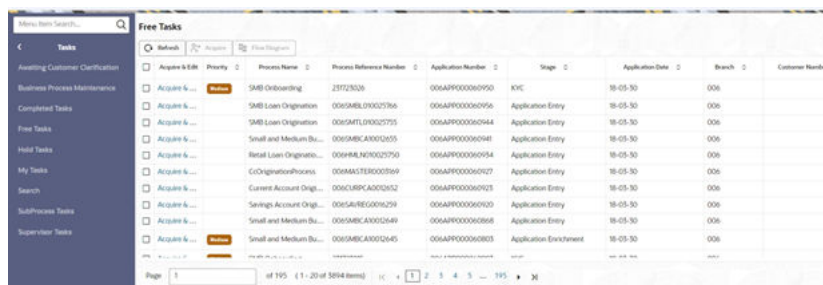 Menu Item Search...
Free Tasks
Tasks
Refresh Acquire Flow Diagram
Awaiting Customer Clarification
Business Process Maintenance
Completed Tasks
Free Tasks
Hold Tasks
My Tasks
Search
SubProcess Tasks
Supervisor Tasks
Acquire & Edit Priority Process Name Process Reference Number Application Number Stage Application Date Branch Customer Numb
Acquire & ... Medium SMB Onboarding 231723026 006APP000060950 KYC 18-03-30 006
Acquire & ... SMB Loan Origination 006APP000060956 Application Entry 18-03-30 006
Acquire & ... SMB Loan Origination 006APP000060944 Application Entry 18-03-30 006
Acquire & ... Small and Medium Bu... 006SMBCA10012655 006APP000060941 Application Entry 18-03-30 006
Acquire & ... Retail Loan Originatio... 006HMLN010025750 006APP000060934 Application Entry 18-03-30 006
Acquire & ... CcOriginationProcess 006MASTER0003169 006APP000060927 Application Entry 18-03-30 006
Acquire & ... Current Account Origi... 006CURPCA0012652 006APP000060923 Application Entry 18-03-30 006
Acquire & ... Savings Account Origi... 006SAVREG0016259 006APP000060920 Application Entry 18-03-30 006
Acquire & ... Small and Medium Bu... 006SMBCA10012649 006APP000060868 Application Entry 18-03-30 006
Acquire & ... Medium Small and Medium Bu... 006SMBCA10012645 006APP000060803 Application Enrichment 18-03-30 006
Page 1 of 195 (1 - 20 of 3894 items) 1 2 3 4 5 ... 195